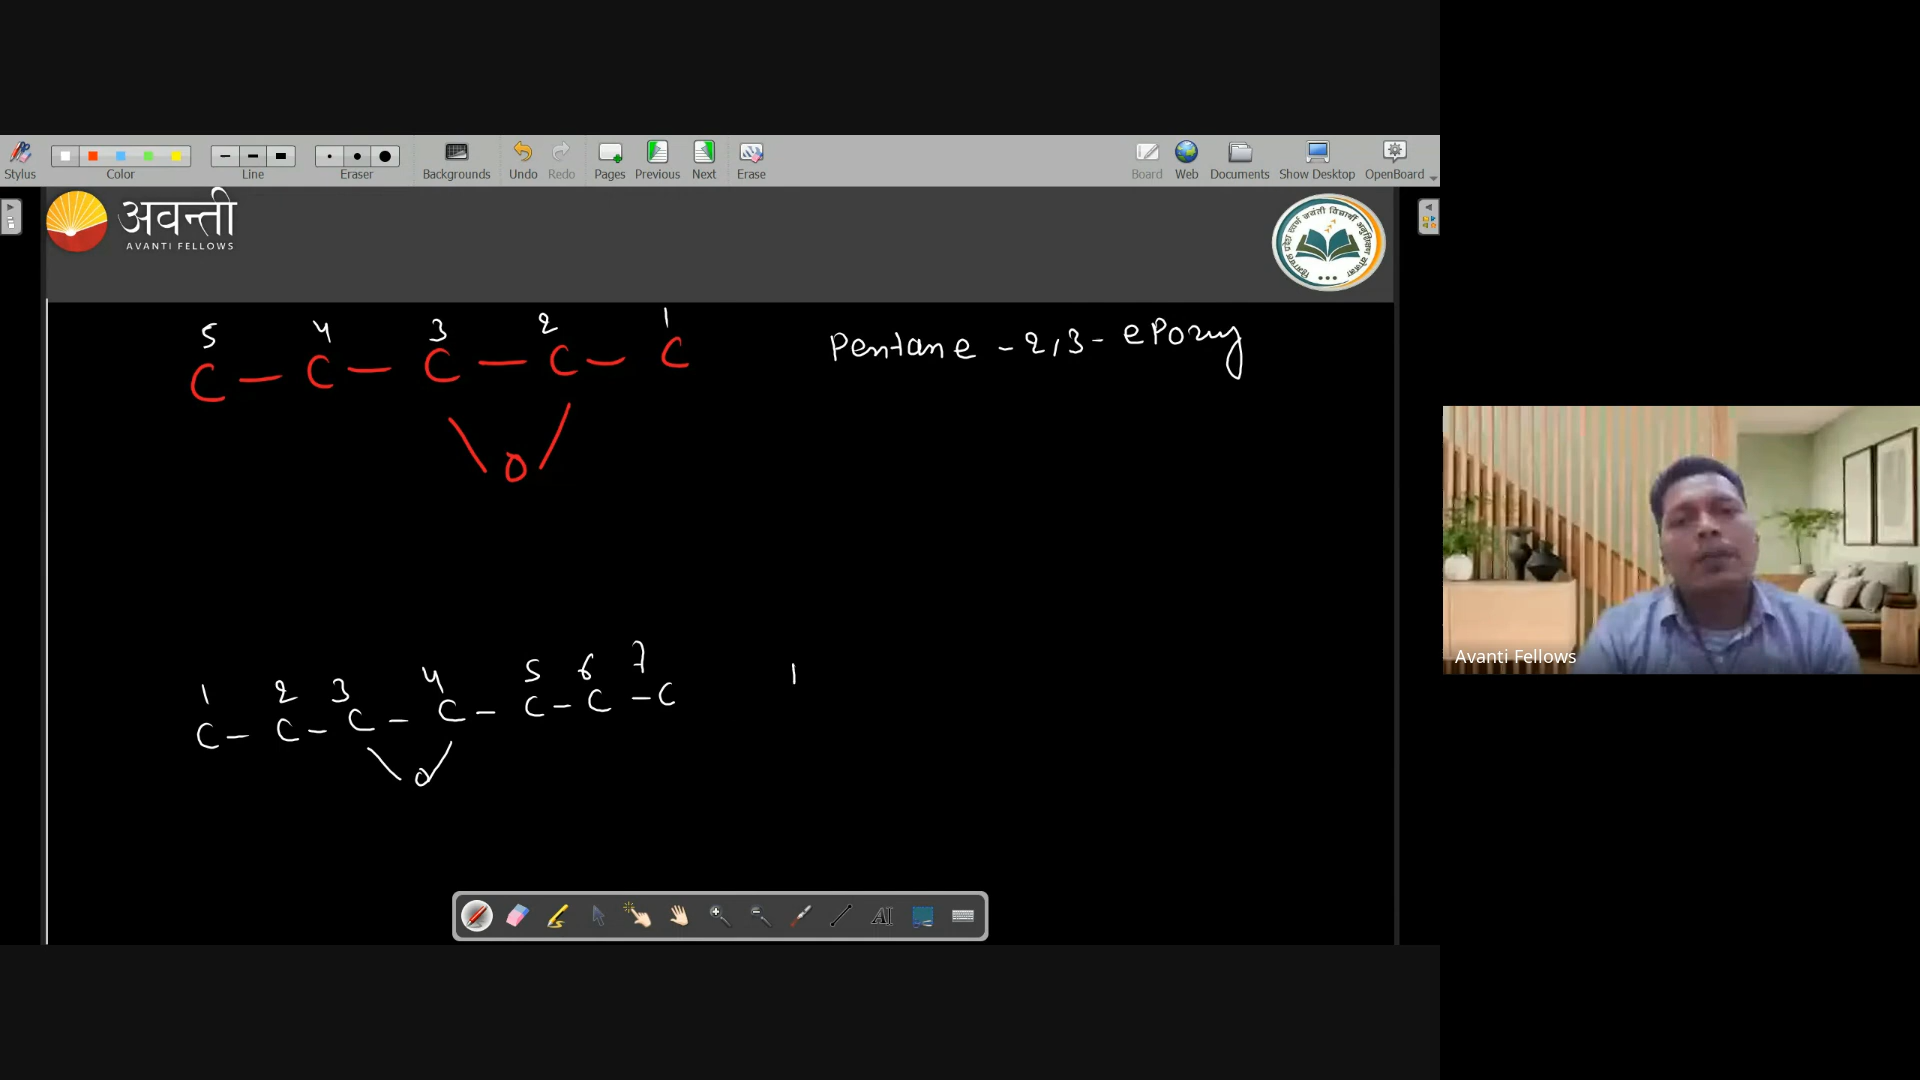 Stylus Color Line Eraser Backgrounds Undo Redo Pages Previous Next Erase Board Web Documents Show Desktop OpenBoard
अवन्ती
AVANTI FELLOWS
5 4 3 2 1
C — C — C — C — C
O
Pentane - 2,3 - epoxy
1 2 3 4 5 6 7
C - C - C - C - C - C - C
O
Avanti Fellows